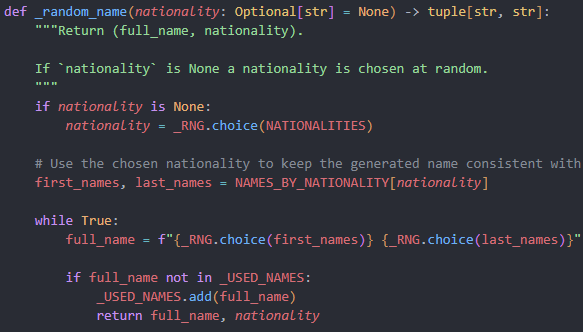 def _random_name(nationality: Optional[str] = None) -> tuple[str, str]:
    """Return (full_name, nationality).

    If `nationality` is None a nationality is chosen at random.
    """
    if nationality is None:
        nationality = _RNG.choice(NATIONALITIES)

    # Use the chosen nationality to keep the generated name consistent with
    first_names, last_names = NAMES_BY_NATIONALITY[nationality]

    while True:
        full_name = f"{_RNG.choice(first_names)} {_RNG.choice(last_names)}"

        if full_name not in _USED_NAMES:
            _USED_NAMES.add(full_name)
            return full_name, nationality